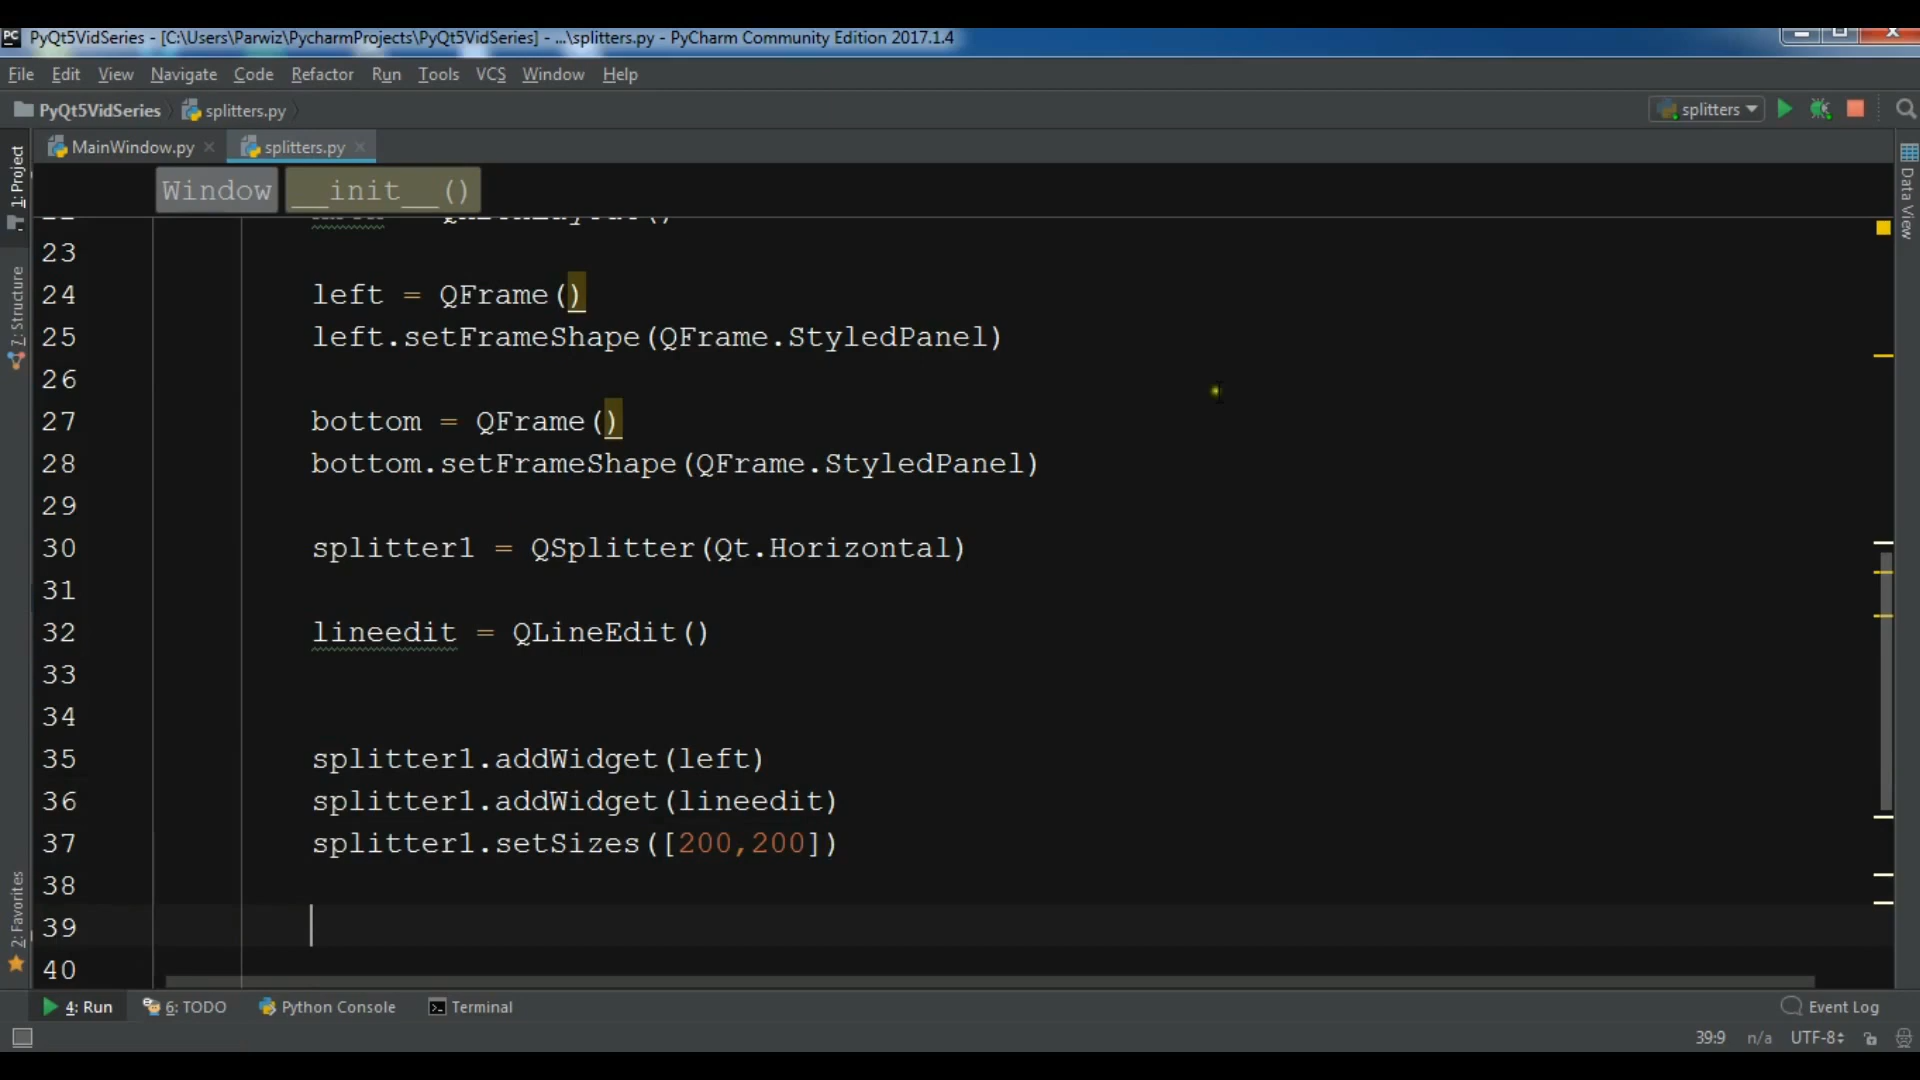 PyQt5VidSeries - [C:\Users\Parwiz\PycharmProjects\PyQt5VidSeries] - ...\splitters.py - PyCharm Community Edition 2017.1.4
File Edit View Navigate Code Refactor Run Tools VCS Window Help
PyQt5VidSeries splitters.py splitters
MainWindow.py splitters.py
Window __init__()
23
24 left = QFrame()
25 left.setFrameShape(QFrame.StyledPanel)
26
27 bottom = QFrame()
28 bottom.setFrameShape(QFrame.StyledPanel)
29
30 splitter1 = QSplitter(Qt.Horizontal)
31
32 lineedit = QLineEdit()
33
34
35 splitter1.addWidget(left)
36 splitter1.addWidget(lineedit)
37 splitter1.setSizes([200,200])
38
39
40
1: Project
7: Structure
2: Favorites
Data View
4: Run 6: TODO Python Console Terminal Event Log
39:9 n/a UTF-8